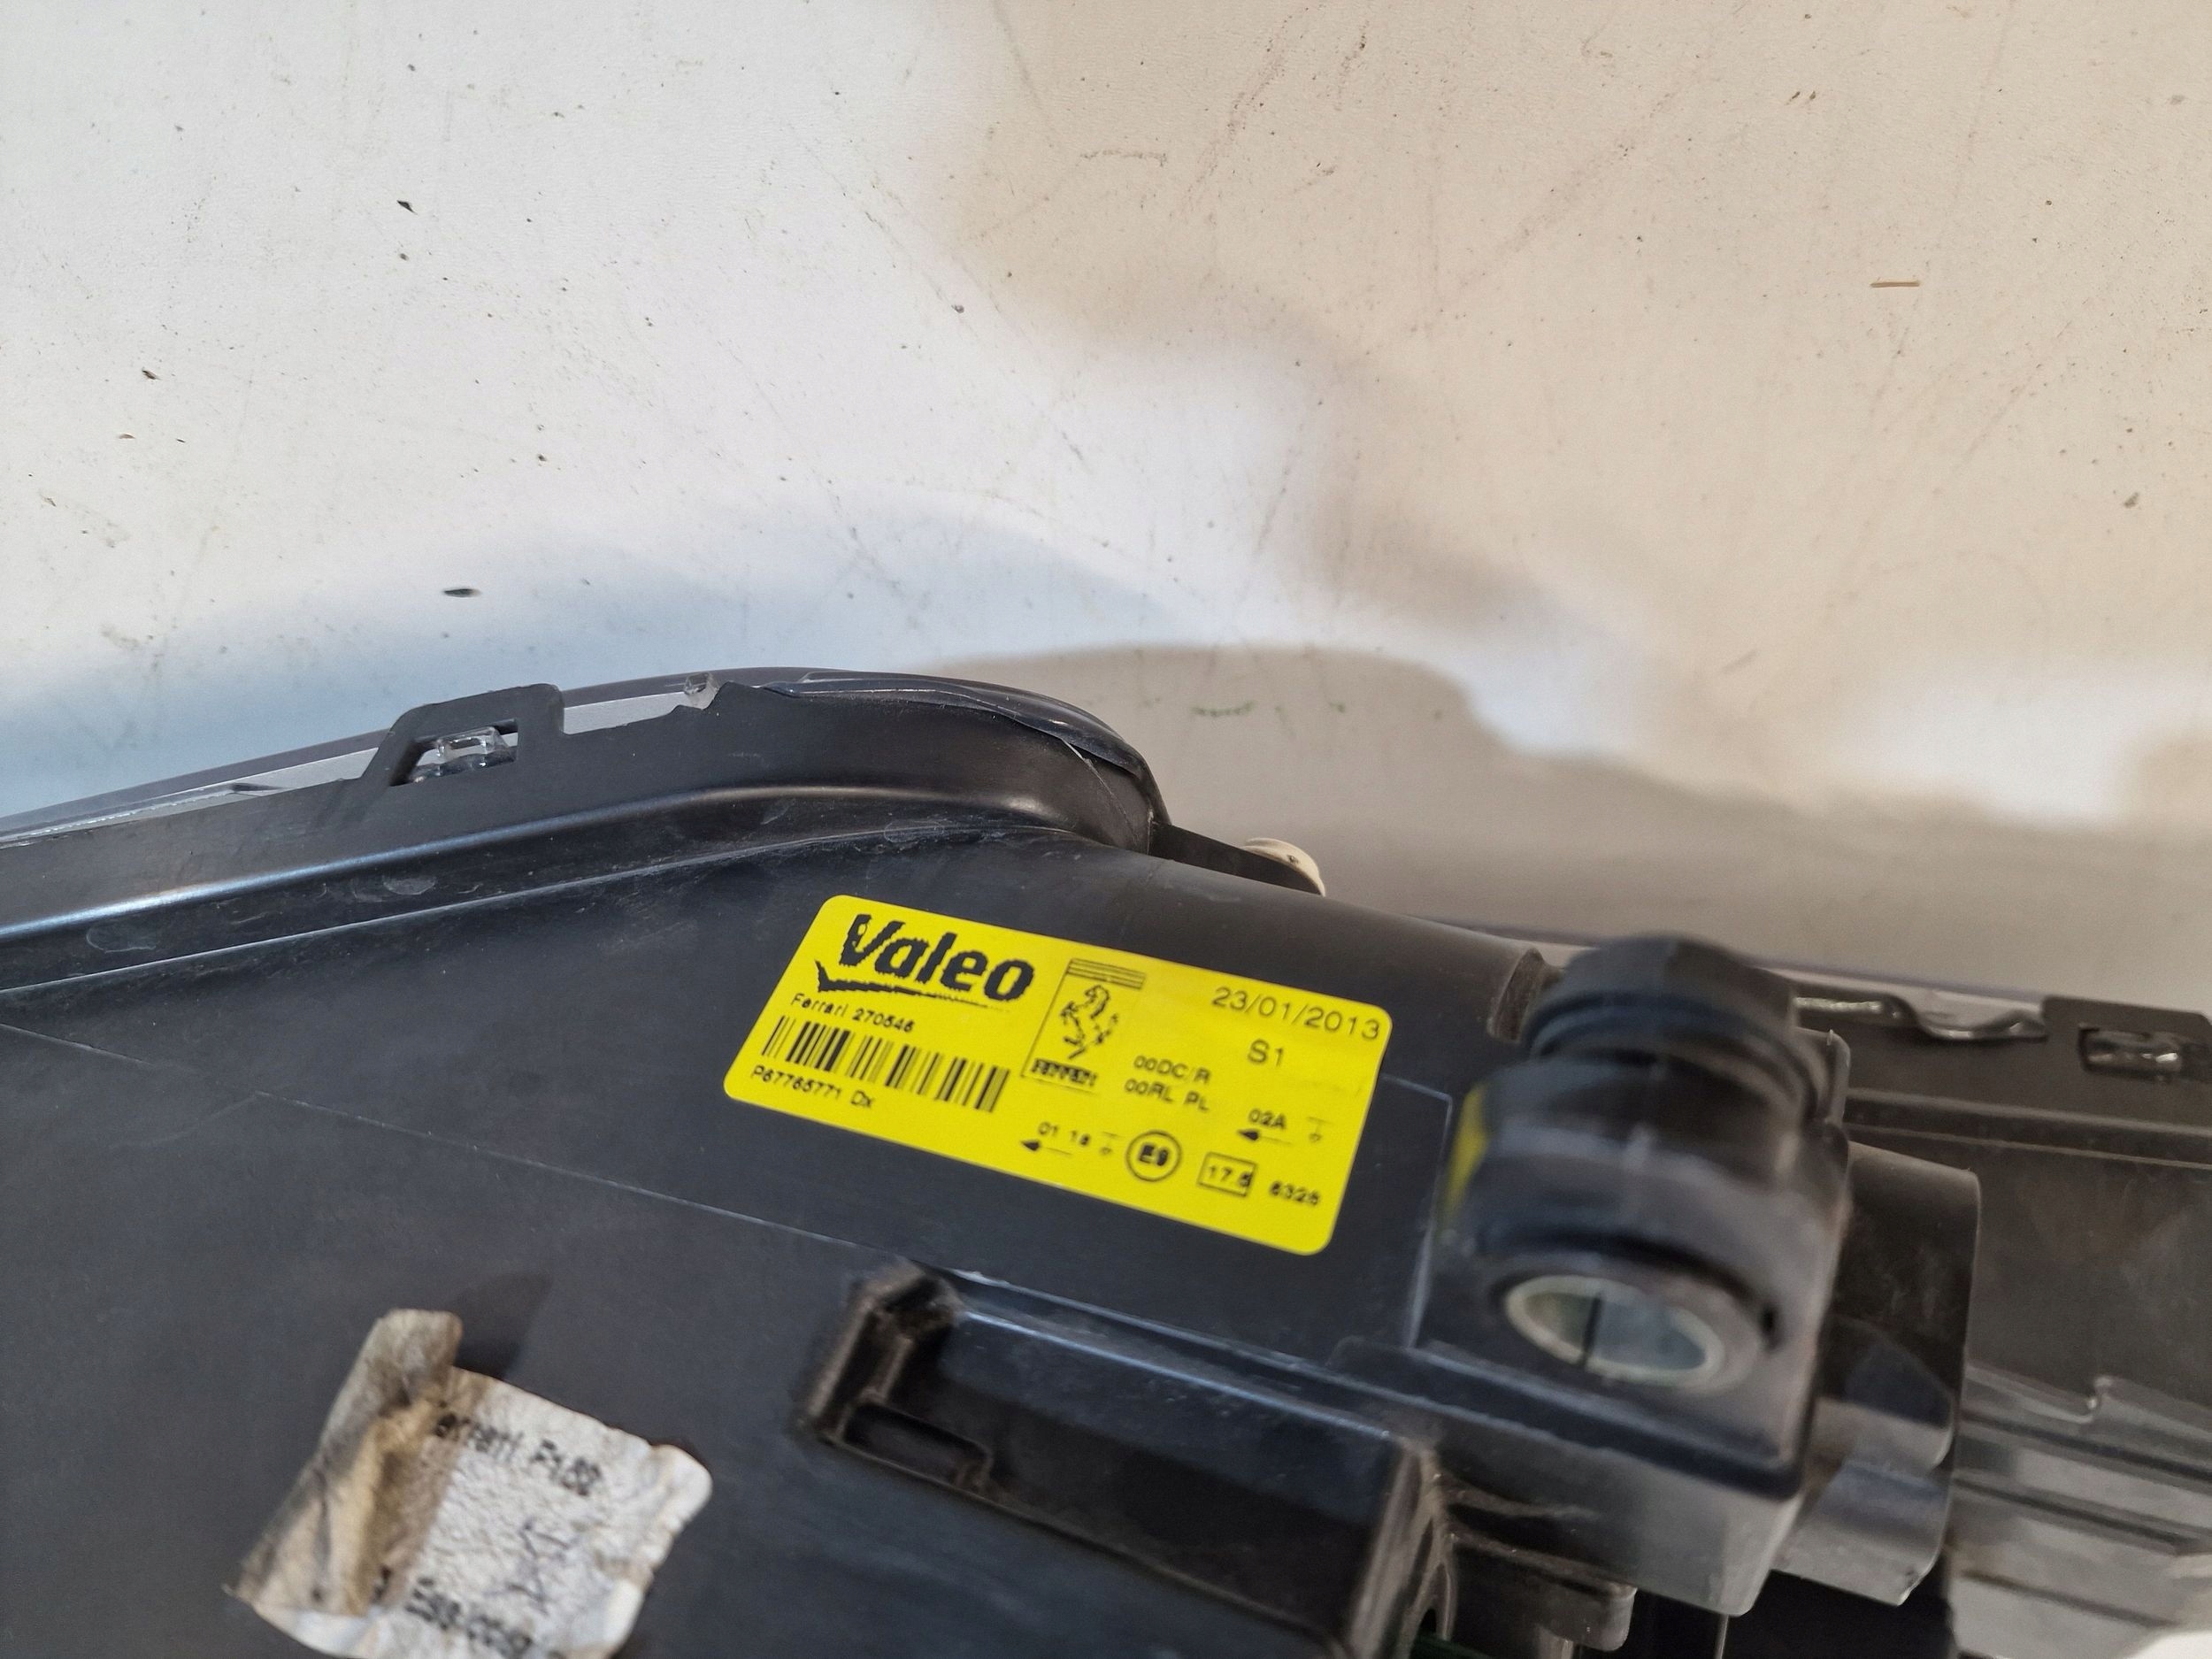 Valeo
Ferrari 270546
P67765771 Dx
Ferrari
23/01/2013
S1
00DC/R
00RL PL
02A
01 1a
E9
17.5 6328